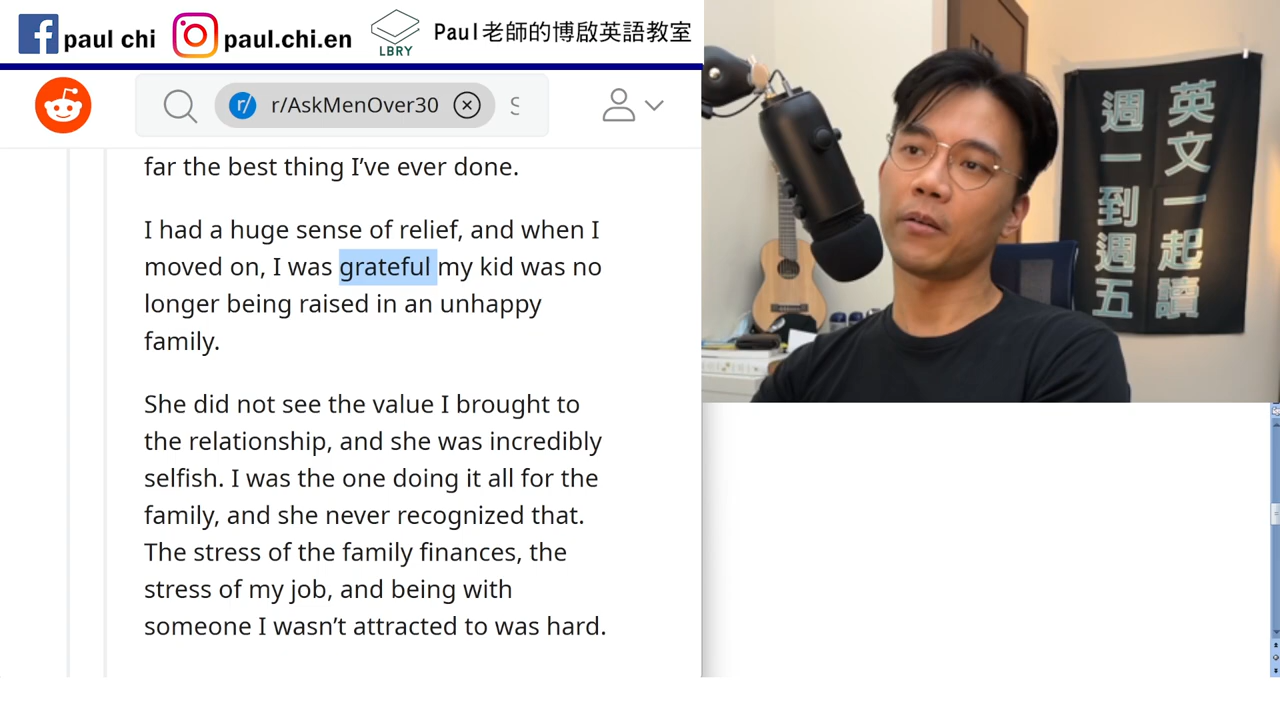 paul chi
paul.chi.en
LBRY
Paul老師的博啟英語教室
r/AskMenOver30
far the best thing I’ve ever done.
I had a huge sense of relief, and when I
moved on, I was grateful my kid was no
longer being raised in an unhappy
family.
She did not see the value I brought to
the relationship, and she was incredibly
selfish. I was the one doing it all for the
family, and she never recognized that.
The stress of the family finances, the
stress of my job, and being with
someone I wasn’t attracted to was hard.
英文一起讀
週一到週五